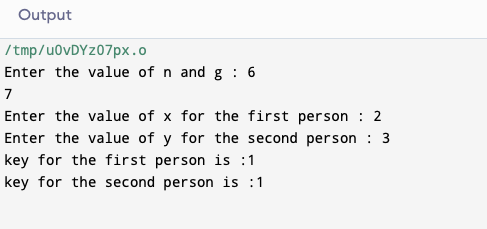 Output
/tmp/u0vDYz07px.o
Enter the value of n and g : 6
7
Enter the value of x for the first person : 2
Enter the value of y for the second person : 3
key for the first person is :1
key for the second person is :1